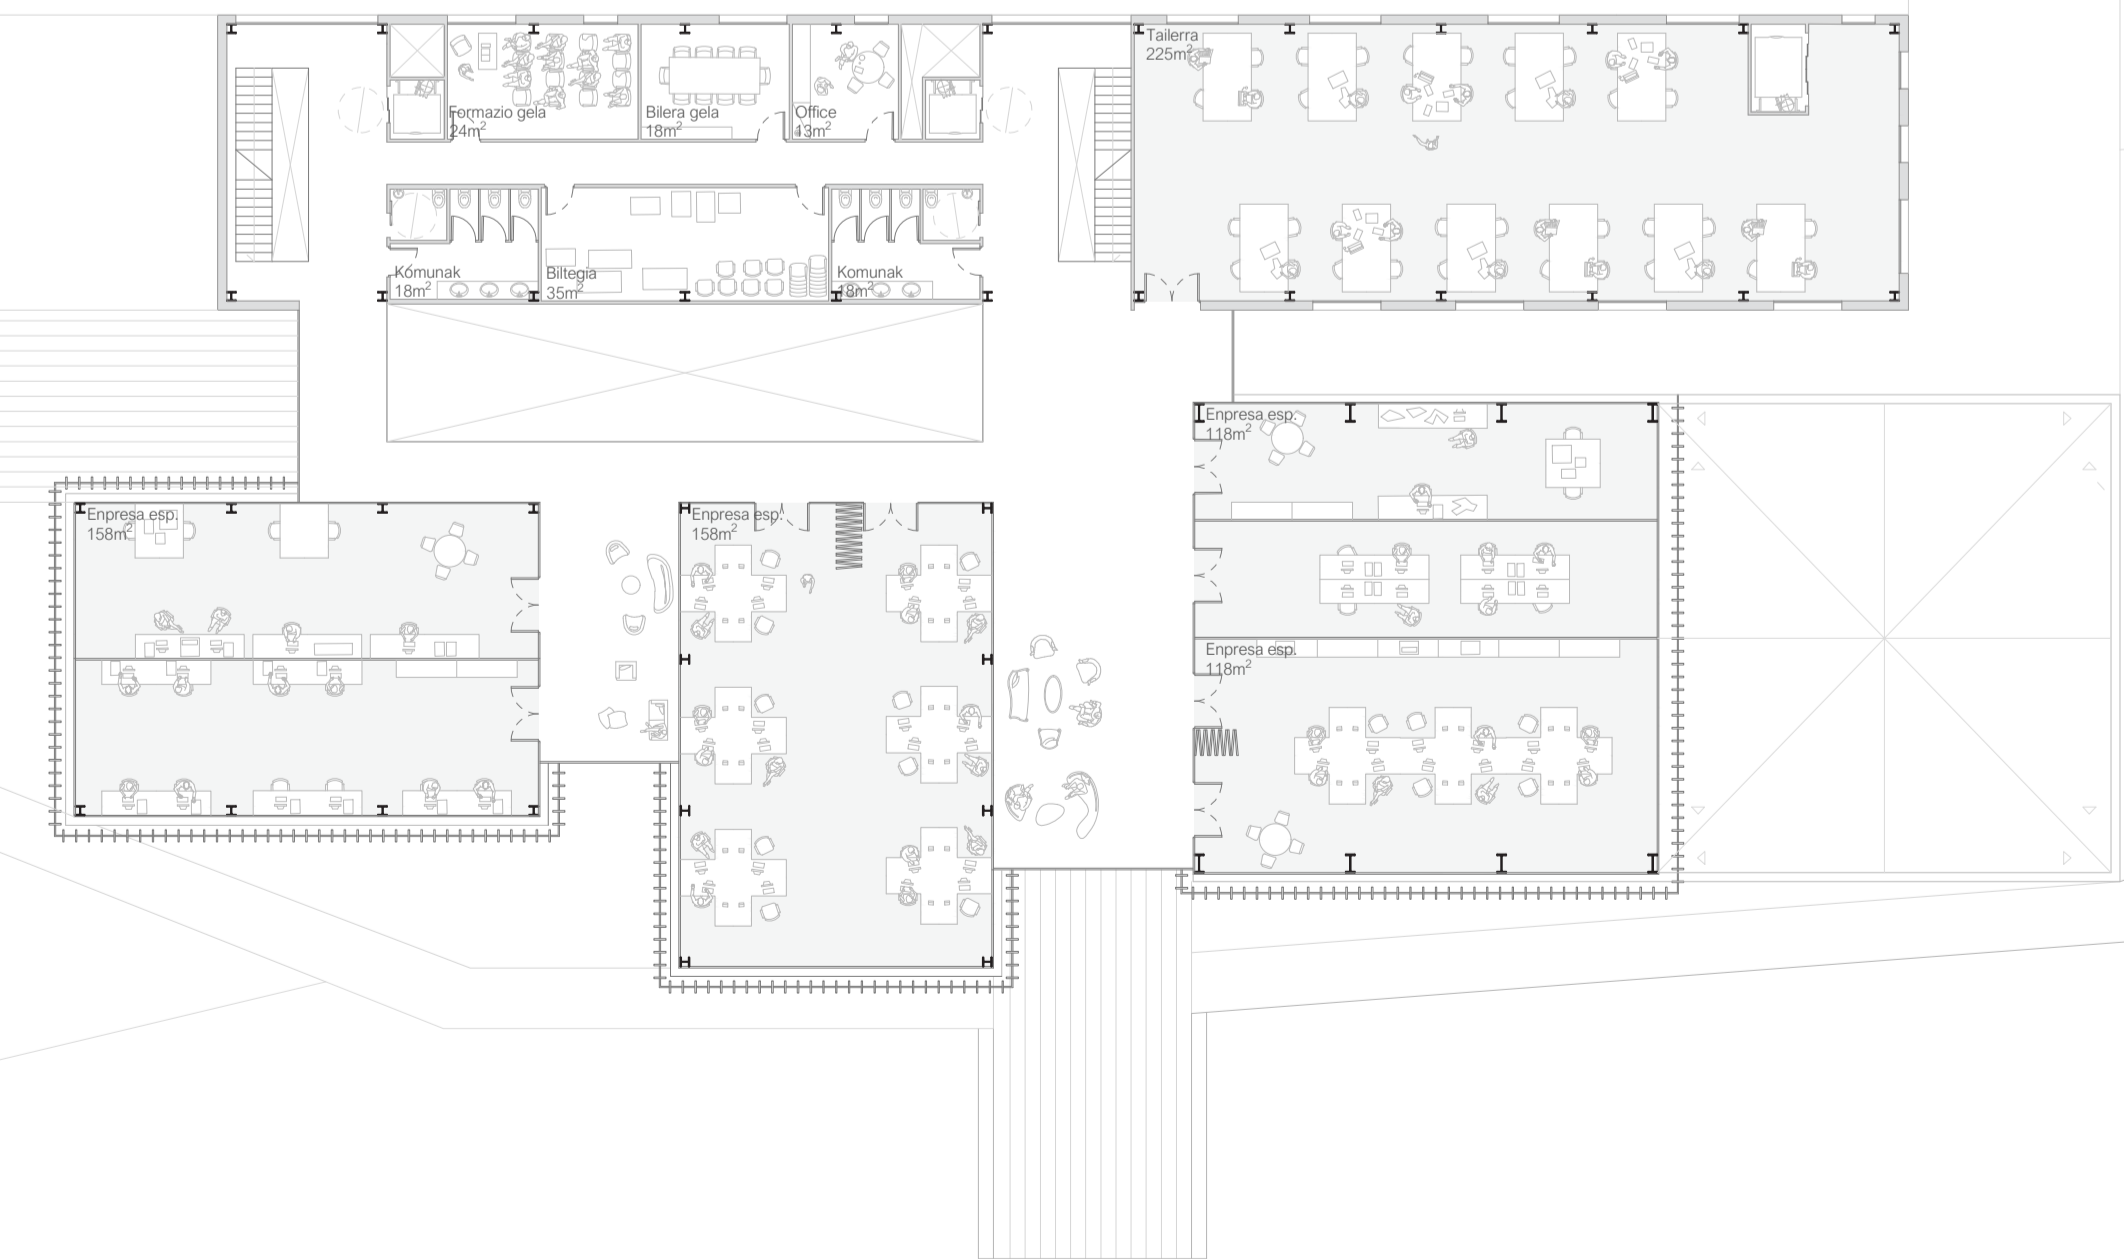 Tailerra
225m²
Formazio gela
24m²
Bilera gela
18m²
Office
13m²
Komunak
18m²
Biltegia
35m²
Komunak
18m²
Enpresa esp.
118m²
Enpresa esp.
158m²
Enpresa esp.
158m²
Enpresa esp.
118m²